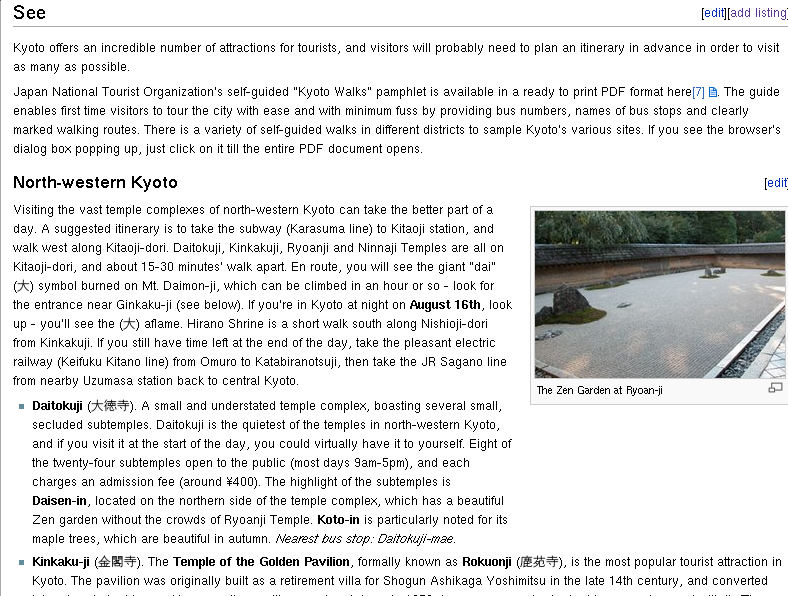 See [edit][add listing]
Kyoto offers an incredible number of attractions for tourists, and visitors will probably need to plan an itinerary in advance in order to visit
as many as possible.
Japan National Tourist Organization's self-guided "Kyoto Walks" pamphlet is available in a ready to print PDF format here[7]. The guide
enables first time visitors to tour the city with ease and with minimum fuss by providing bus numbers, names of bus stops and clearly
marked walking routes. There is a variety of self-guided walks in different districts to sample Kyoto's various sites. If you see the browser's
dialog box popping up, just click on it till the entire PDF document opens.
North-western Kyoto [edit]
Visiting the vast temple complexes of north-western Kyoto can take the better part of a
day. A suggested itinerary is to take the subway (Karasuma line) to Kitaoji station, and
walk west along Kitaoji-dori. Daitokuji, Kinkakuji, Ryoanji and Ninnaji Temples are all on
Kitaoji-dori, and about 15-30 minutes' walk apart. En route, you will see the giant "dai"
(大) symbol burned on Mt. Daimon-ji, which can be climbed in an hour or so - look for
the entrance near Ginkaku-ji (see below). If you're in Kyoto at night on August 16th, look
up - you'll see the (大) aflame. Hirano Shrine is a short walk south along Nishioji-dori
from Kinkakuji. If you still have time left at the end of the day, take the pleasant electric
railway (Keifuku Kitano line) from Omuro to Katabiranotsuji, then take the JR Sagano line
from nearby Uzumasa station back to central Kyoto.
The Zen Garden at Ryoan-ji
Daitokuji (大徳寺). A small and understated temple complex, boasting several small,
secluded subtemples. Daitokuji is the quietest of the temples in north-western Kyoto,
and if you visit it at the start of the day, you could virtually have it to yourself. Eight of
the twenty-four subtemples open to the public (most days 9am-5pm), and each
charges an admission fee (around ¥400). The highlight of the subtemples is
Daisen-in, located on the northern side of the temple complex, which has a beautiful
Zen garden without the crowds of Ryoanji Temple. Koto-in is particularly noted for its
maple trees, which are beautiful in autumn. Nearest bus stop: Daitokuji-mae.
Kinkaku-ji (金閣寺). The Temple of the Golden Pavilion, formally known as Rokuonji (鹿苑寺), is the most popular tourist attraction in
Kyoto. The pavilion was originally built as a retirement villa for Shogun Ashikaga Yoshimitsu in the late 14th century, and converted